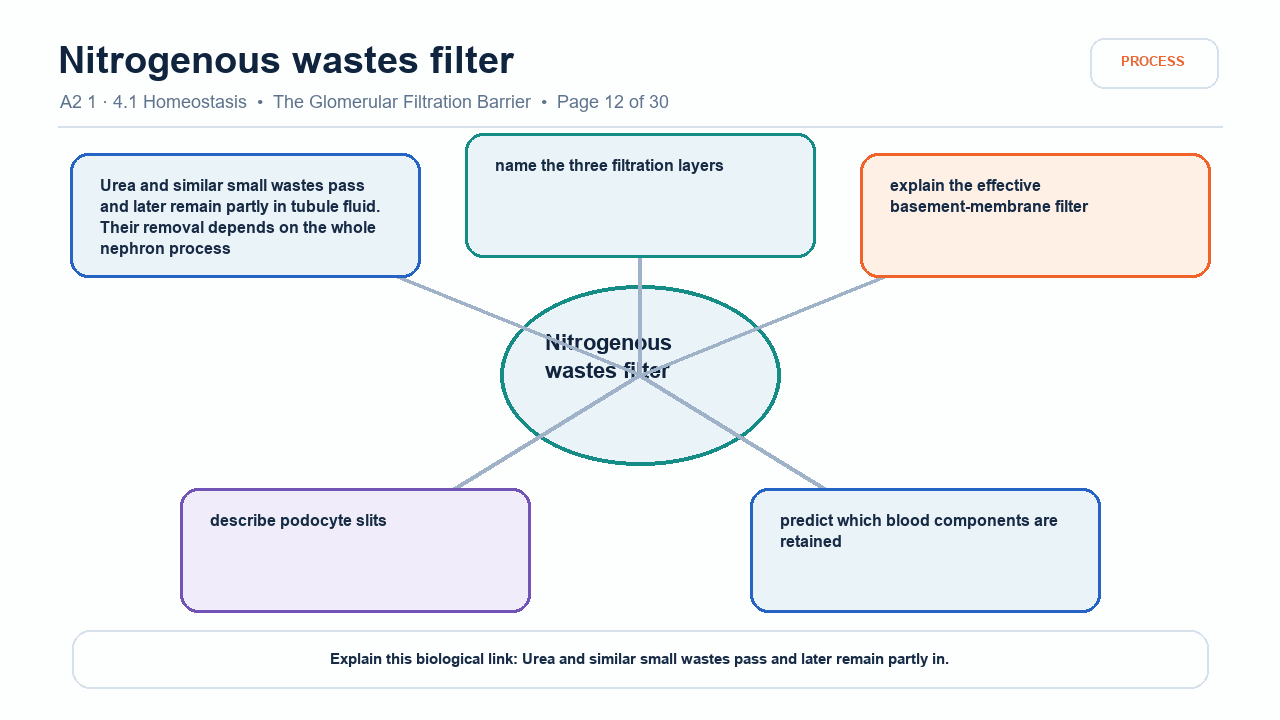 Nitrogenous wastes filter
PROCESS
A2 1 · 4.1 Homeostasis • The Glomerular Filtration Barrier • Page 12 of 30
Urea and similar small wastes pass
and later remain partly in tubule fluid.
Their removal depends on the whole
nephron process
name the three filtration layers
explain the effective
basement-membrane filter
Nitrogenous
wastes filter
describe podocyte slits
predict which blood components are
retained
Explain this biological link: Urea and similar small wastes pass and later remain partly in.